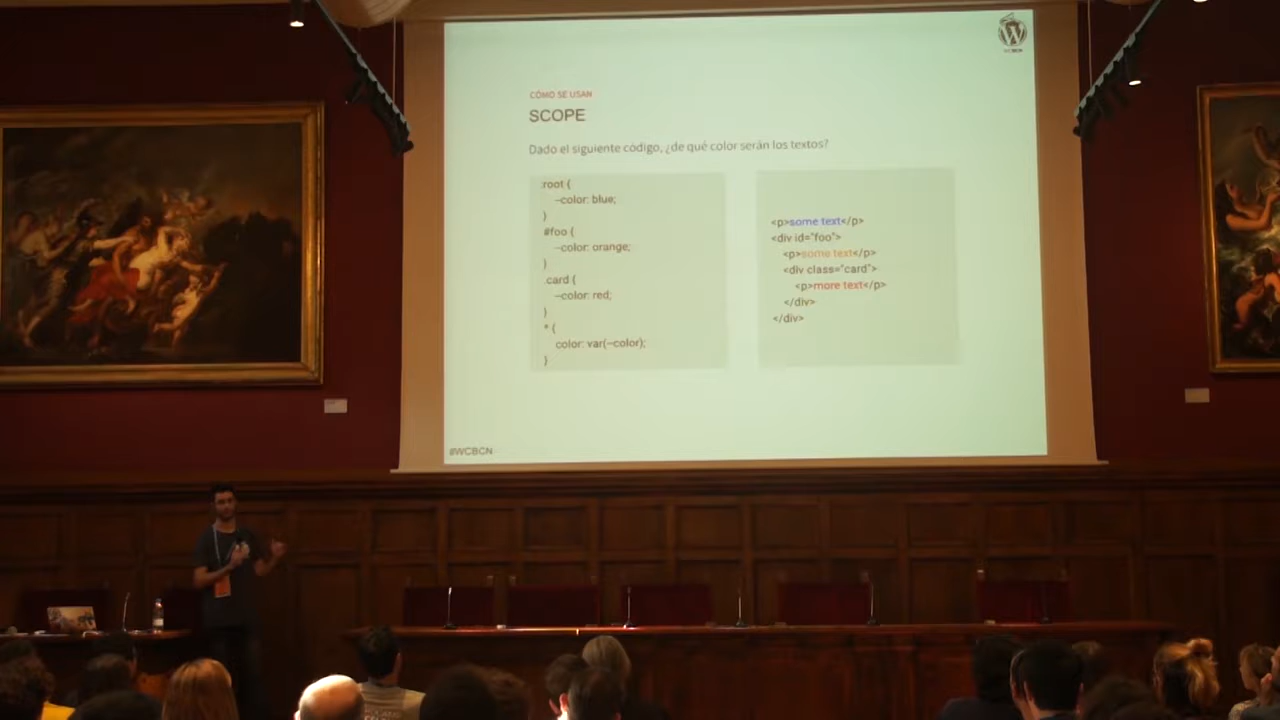 CÓMO SE USAN
SCOPE
Dado el siguiente código, ¿de qué color serán los textos?
:root {
--color: blue;
}
#foo {
--color: orange;
}
.card {
--color: red;
}
* {
color: var(--color);
}
<p>some text</p>
<div id="foo">
<p>some text</p>
<div class="card">
<p>more text</p>
</div>
</div>
#WCBCN
W
WCBCN